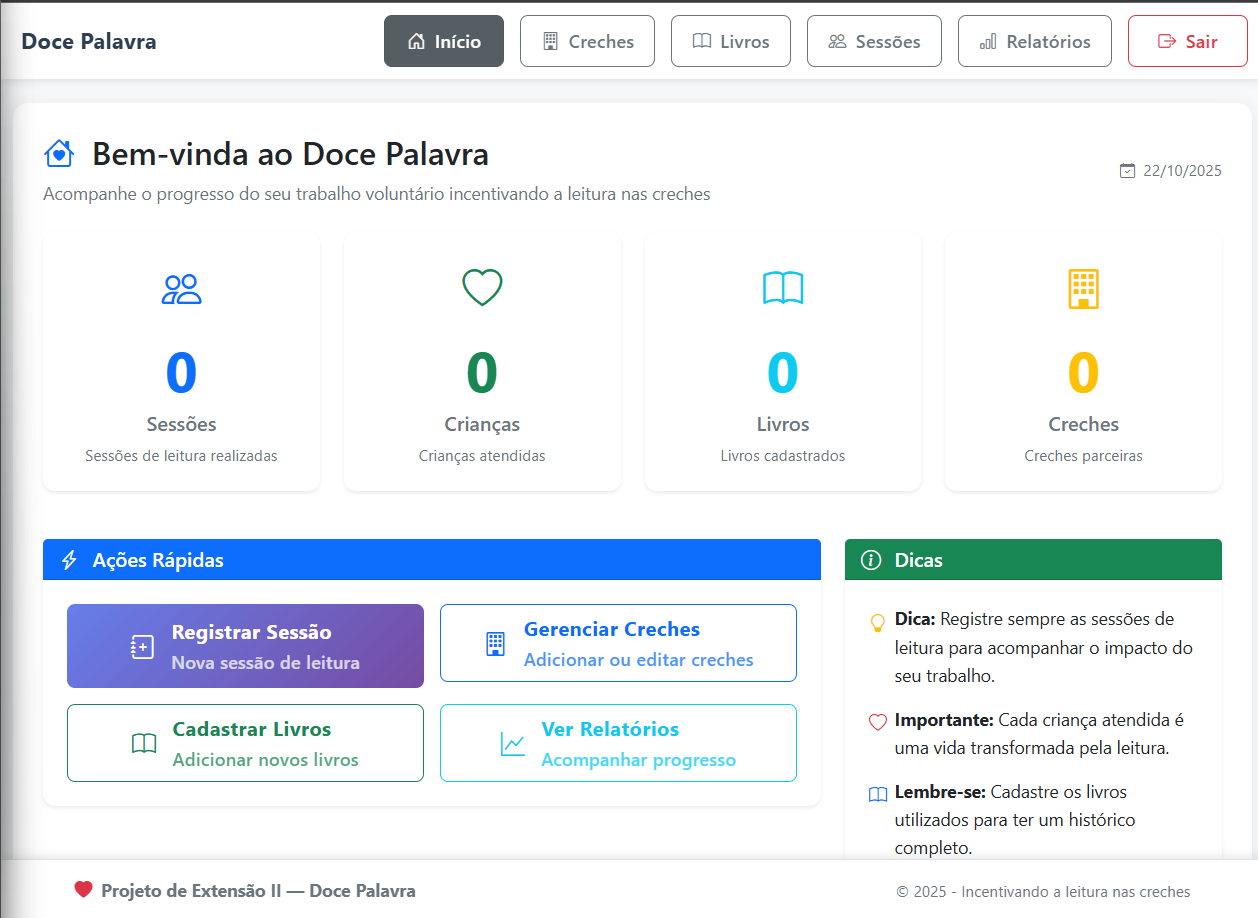 Doce Palavra
Início
Creches
Livros
Sessões
Relatórios
Sair
Bem-vinda ao Doce Palavra
Acompanhe o progresso do seu trabalho voluntário incentivando a leitura nas creches
22/10/2025
0
Sessões
Sessões de leitura realizadas
0
Crianças
Crianças atendidas
0
Livros
Livros cadastrados
0
Creches
Creches parceiras
Ações Rápidas
Registrar Sessão
Nova sessão de leitura
Gerenciar Creches
Adicionar ou editar creches
Cadastrar Livros
Adicionar novos livros
Ver Relatórios
Acompanhar progresso
Dicas
Dica: Registre sempre as sessões de
leitura para acompanhar o impacto do
seu trabalho.
Importante: Cada criança atendida é
uma vida transformada pela leitura.
Lembre-se: Cadastre os livros
utilizados para ter um histórico
completo.
Projeto de Extensão II — Doce Palavra
© 2025 - Incentivando a leitura nas creches